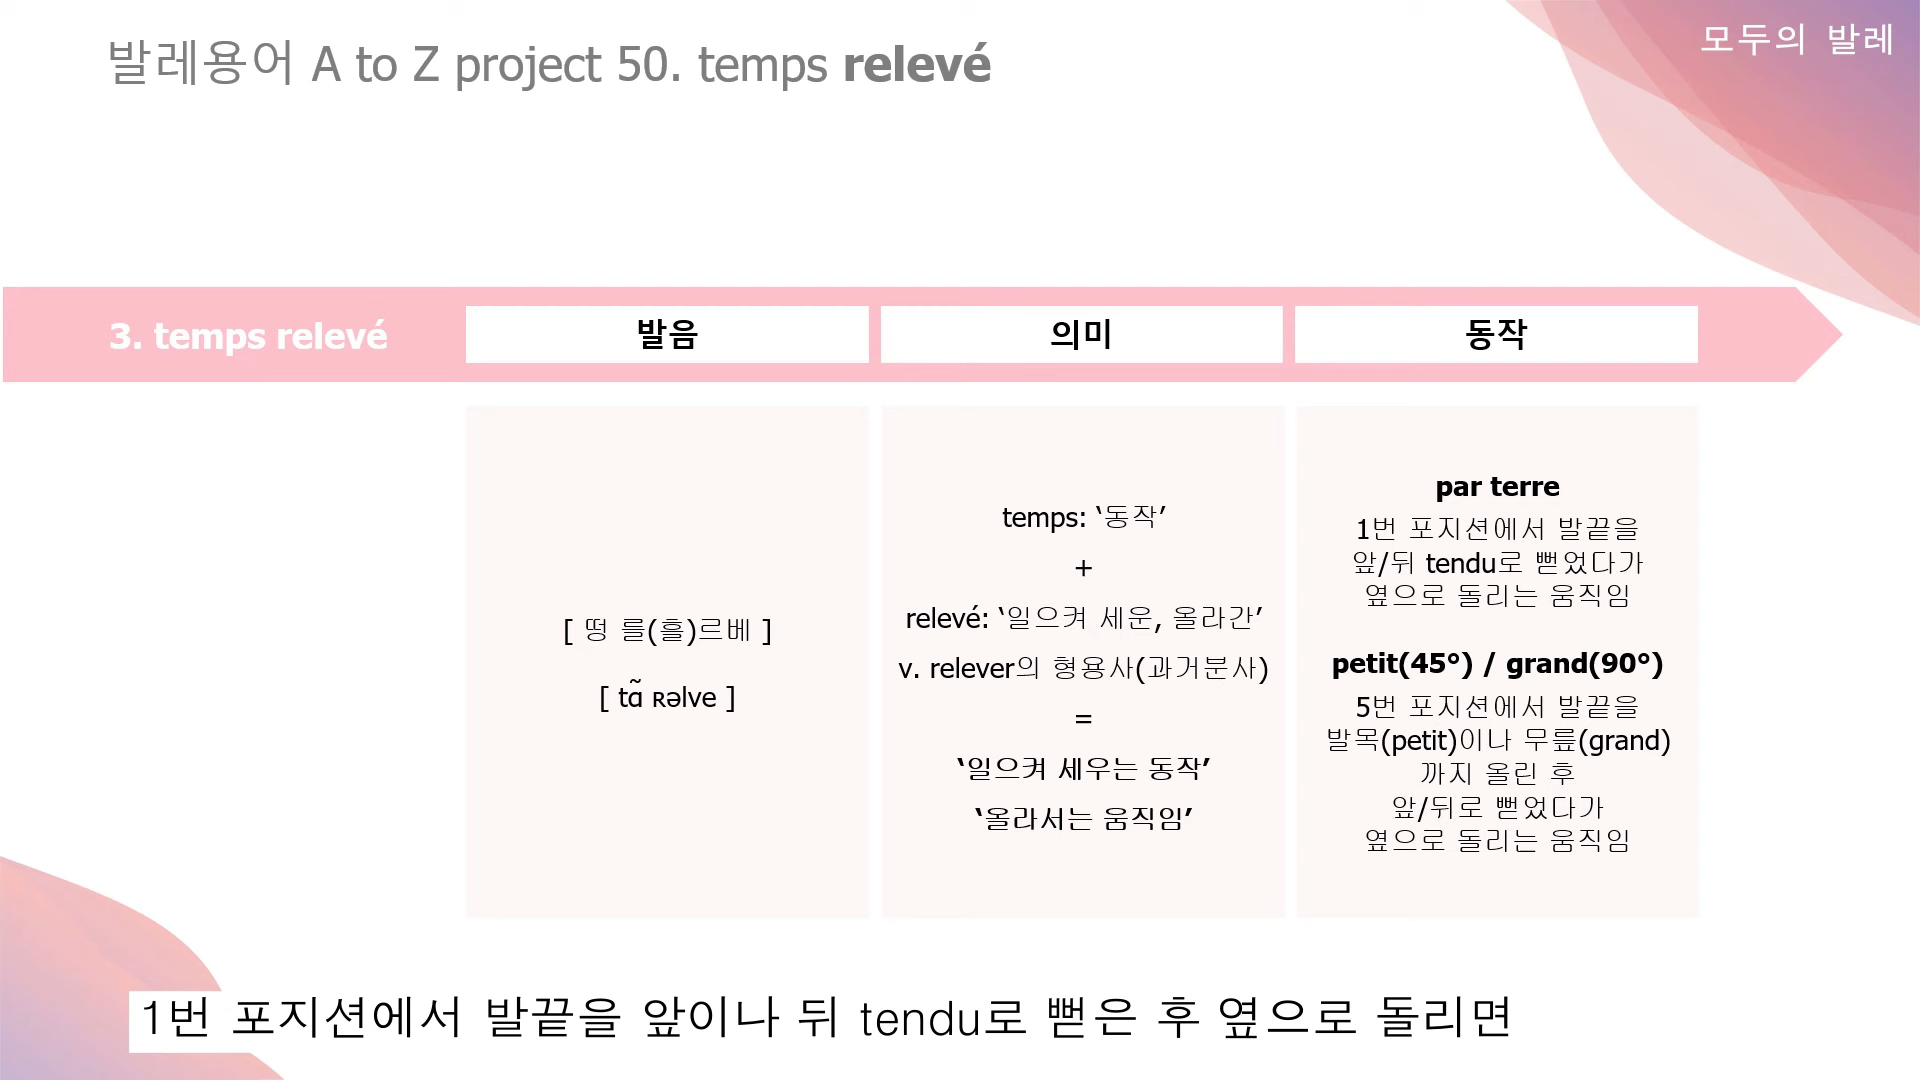 발레용어 A to Z project 50. temps relevé
모두의 발레
3. temps relevé
발음
의미
동작
[ 떵 를(흘)르베 ]
[ tɑ̃ ʀəlve ]
temps: ‘동작’
+
relevé: ‘일으켜 세운, 올라간’
v. relever의 형용사(과거분사)
=
‘일으켜 세우는 동작’
‘올라서는 움직임’
par terre
1번 포지션에서 발끝을
앞/뒤 tendu로 뻗었다가
옆으로 돌리는 움직임
petit(45°) / grand(90°)
5번 포지션에서 발끝을
발목(petit)이나 무릎(grand)
까지 올린 후
앞/뒤로 뻗었다가
옆으로 돌리는 움직임
1번 포지션에서 발끝을 앞이나 뒤 tendu로 뻗은 후 옆으로 돌리면